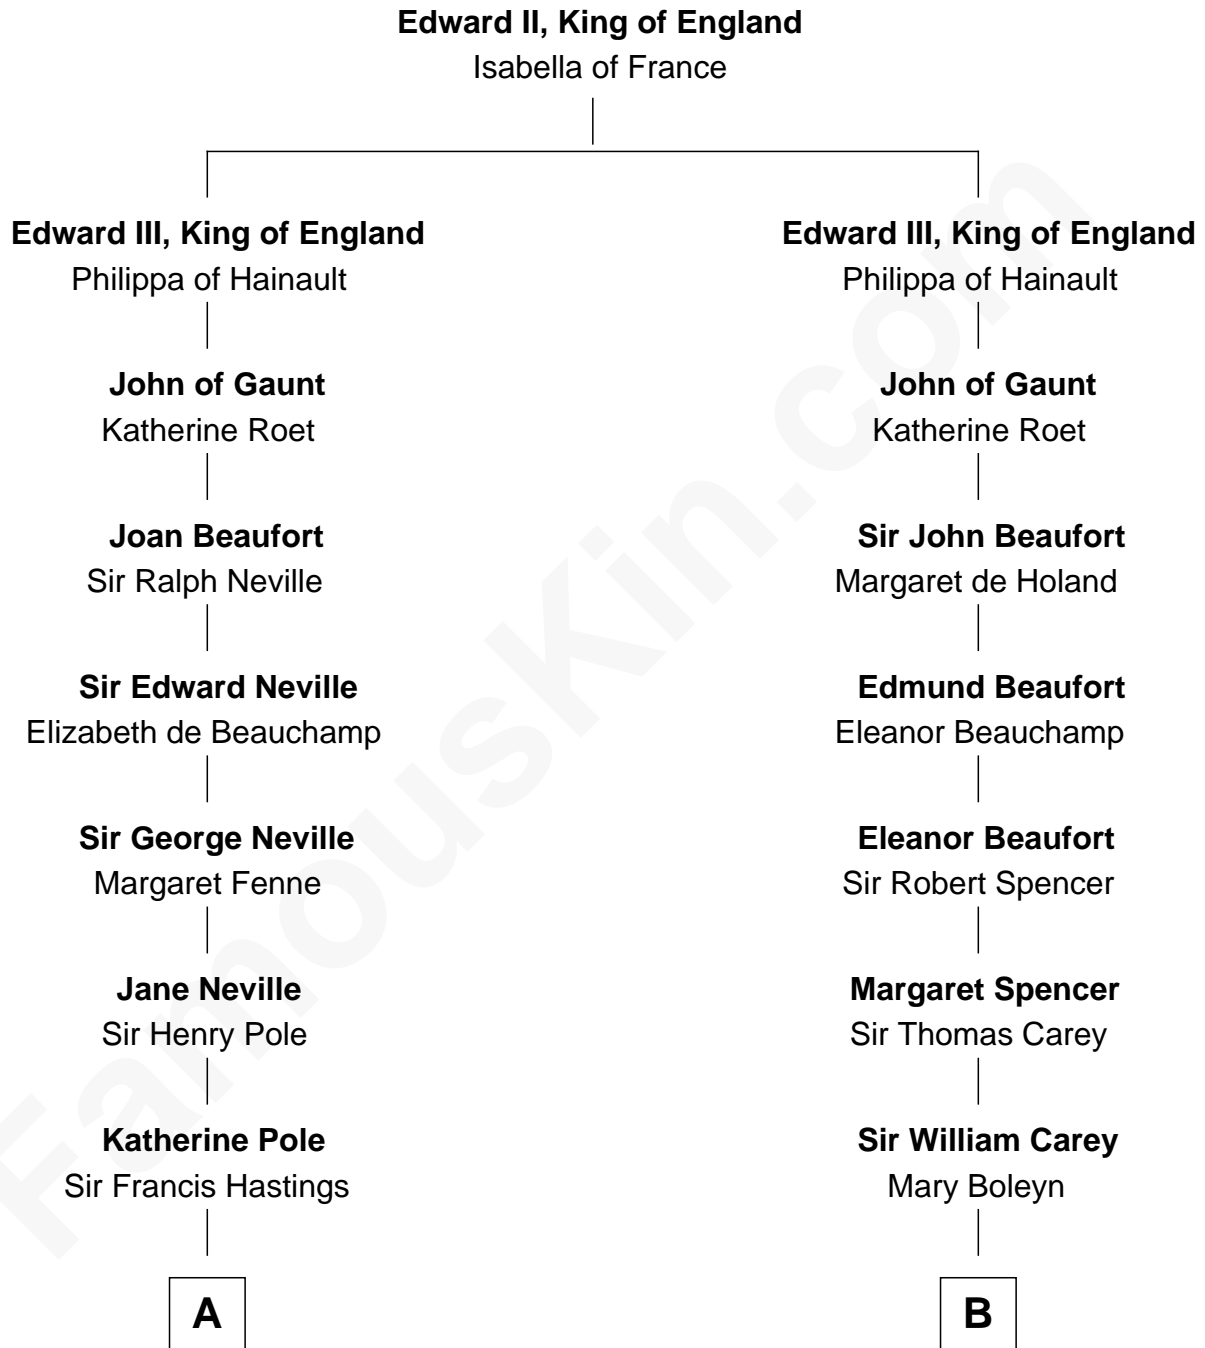 Edward II, King of England
Isabella of France
Edward III, King of England
Philippa of Hainault
Edward III, King of England
Philippa of Hainault
John of Gaunt
Katherine Roet
John of Gaunt
Katherine Roet
Joan Beaufort
Sir Ralph Neville
Sir John Beaufort
Margaret de Holand
Sir Edward Neville
Elizabeth de Beauchamp
Edmund Beaufort
Eleanor Beauchamp
Sir George Neville
Margaret Fenne
Eleanor Beaufort
Sir Robert Spencer
Jane Neville
Sir Henry Pole
Margaret Spencer
Sir Thomas Carey
Katherine Pole
Sir Francis Hastings
Sir William Carey
Mary Boleyn
A
B
FamousKin.com